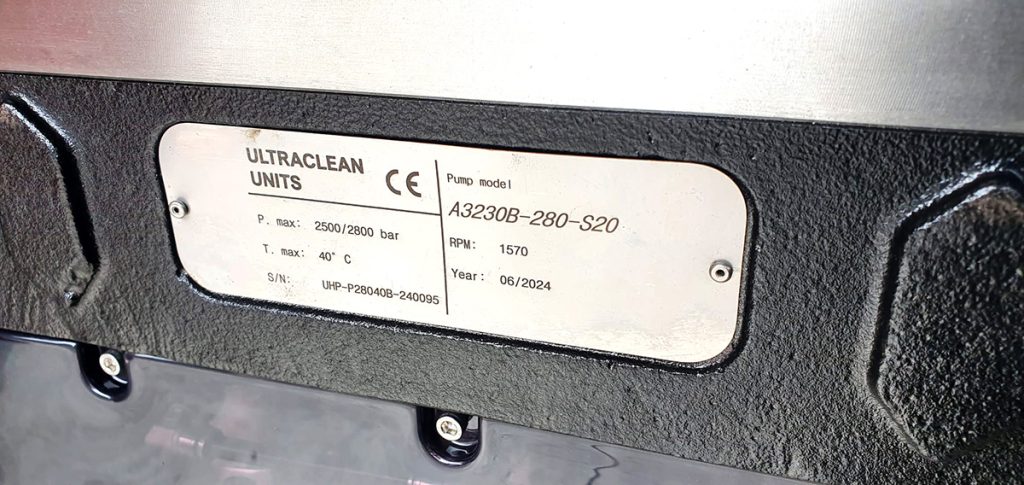 ULTRACLEAN
UNITS
CE
P. max: 2500/2800 bar
T. max: 40° C
S/N: UHP-P28040B-240095
Pump model
A3230B-280-S20
RPM: 1570
Year: 06/2024